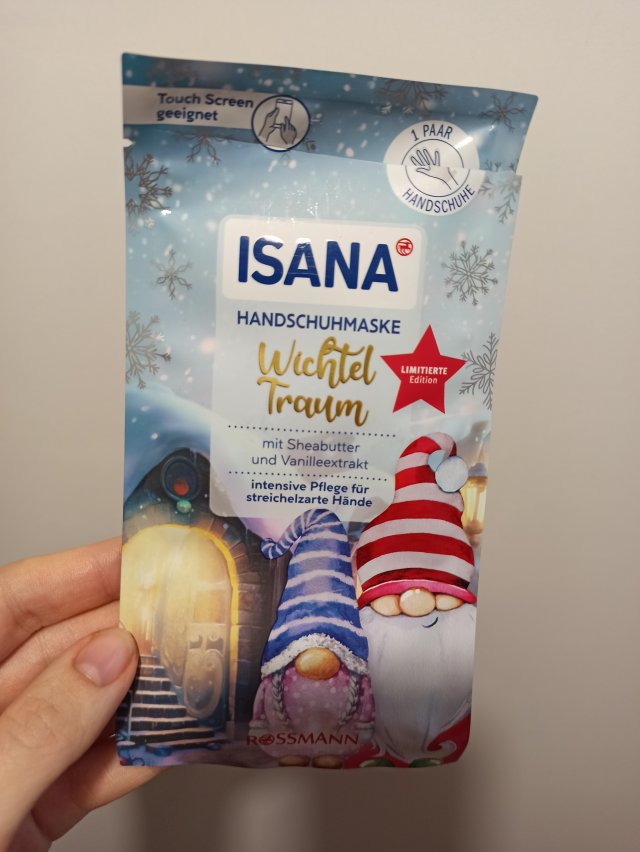 Touch Screen
geeignet
1 PAAR
HANDSCHUHE
ISANA
HANDSCHUHMASKE
Wichtel
Traum
LIMITIERTE
Edition
mit Sheabutter
und Vanilleextrakt
intensive Pflege für
streichelzarte Hände
ROSSMANN